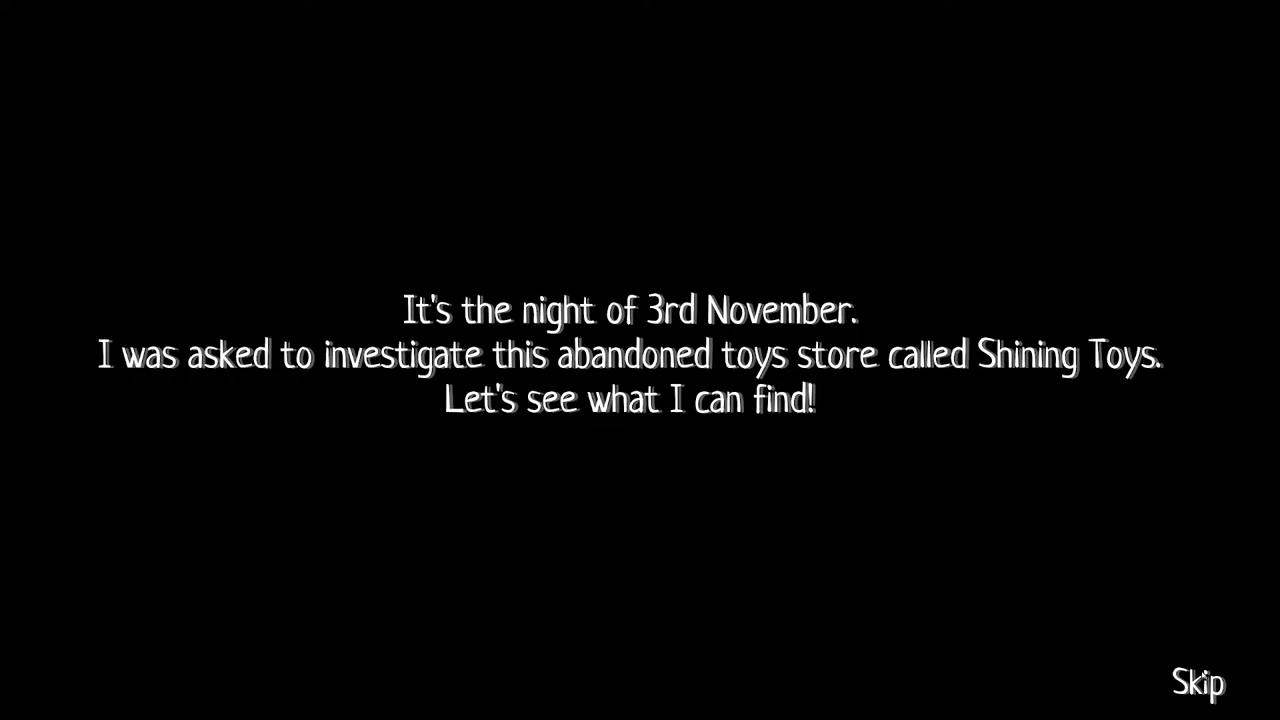 It's the night of 3rd November.
I was asked to investigate this abandoned toys store called Shining Toys.
Let's see what I can find!
Skip